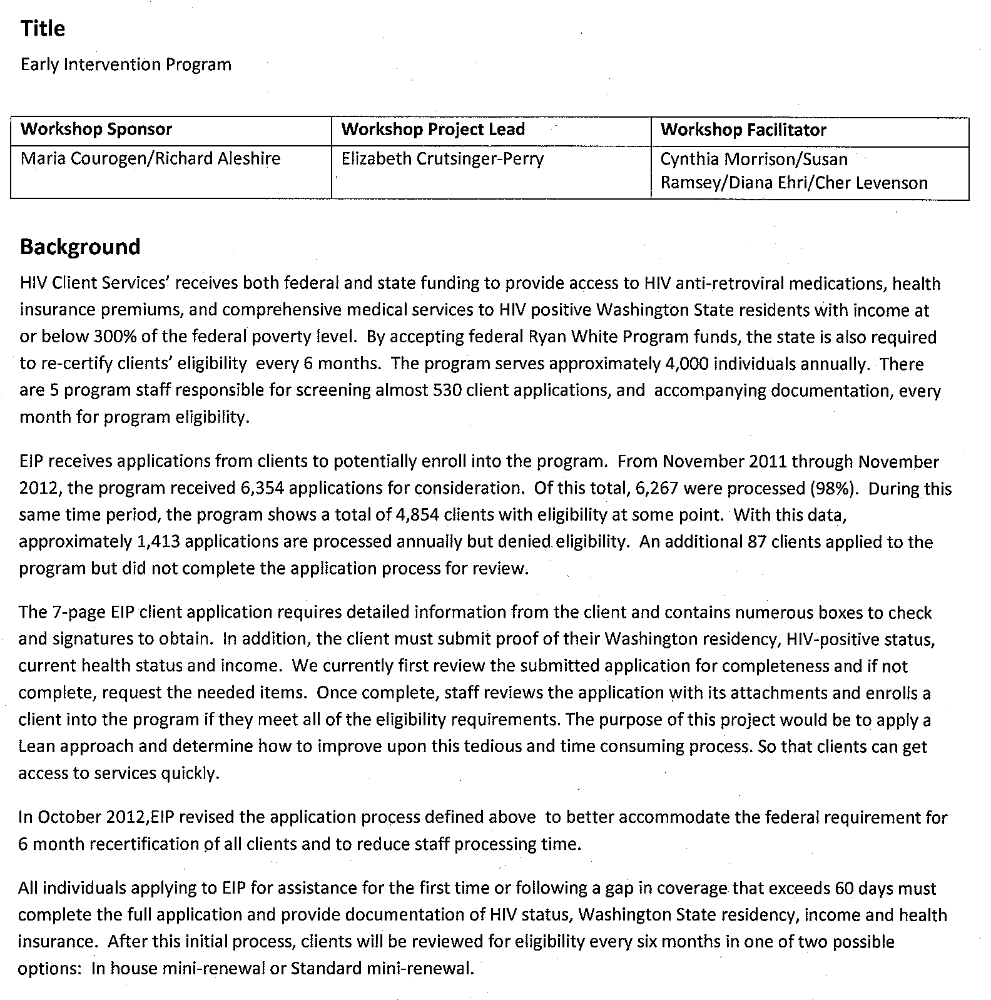 Title
Early Intervention Program
Workshop Sponsor Workshop Project Lead Workshop Facilitator
Maria Courogen/Richard Aleshire Elizabeth Crutsinger-Perry Cynthia Morrison/Susan
Ramsey/Diana Ehri/Cher Levenson
Background
HIV Client Services' receives both federal and state funding to provide access to HIV anti-retroviral medications, health
insurance premiums, and comprehensive medical services to HIV positive Washington State residents with income at
or below 300% of the federal poverty level.  By accepting federal Ryan White Program funds, the state is also required
to re-certify clients' eligibility  every 6 months.  The program serves approximately 4,000 individuals annually.  There
are 5 program staff responsible for screening almost 530 client applications, and  accompanying documentation, every
month for program eligibility.
EIP receives applications from clients to potentially enroll into the program.  From November 2011 through November
2012, the program received 6,354 applications for consideration.  Of this total, 6,267 were processed (98%).  During this
same time period, the program shows a total of 4,854 clients with eligibility at some point.  With this data,
approximately 1,413 applications are processed annually but denied eligibility.  An additional 87 clients applied to the
program but did not complete the application process for review.
The 7-page EIP client application requires detailed information from the client and contains numerous boxes to check
and signatures to obtain.  In addition, the client must submit proof of their Washington residency, HIV-positive status,
current health status and income.  We currently first review the submitted application for completeness and if not
complete, request the needed items.  Once complete, staff reviews the application with its attachments and enrolls a
client into the program if they meet all of the eligibility requirements. The purpose of this project would be to apply a
Lean approach and determine how to improve upon this tedious and time consuming process. So that clients can get
access to services quickly.
In October 2012,EIP revised the application process defined above  to better accommodate the federal requirement for
6 month recertification of all clients and to reduce staff processing time.
All individuals applying to EIP for assistance for the first time or following a gap in coverage that exceeds 60 days must
complete the full application and provide documentation of HIV status, Washington State residency, income and health
insurance.  After this initial process, clients will be reviewed for eligibility every six months in one of two possible
options:  In house mini-renewal or Standard mini-renewal.